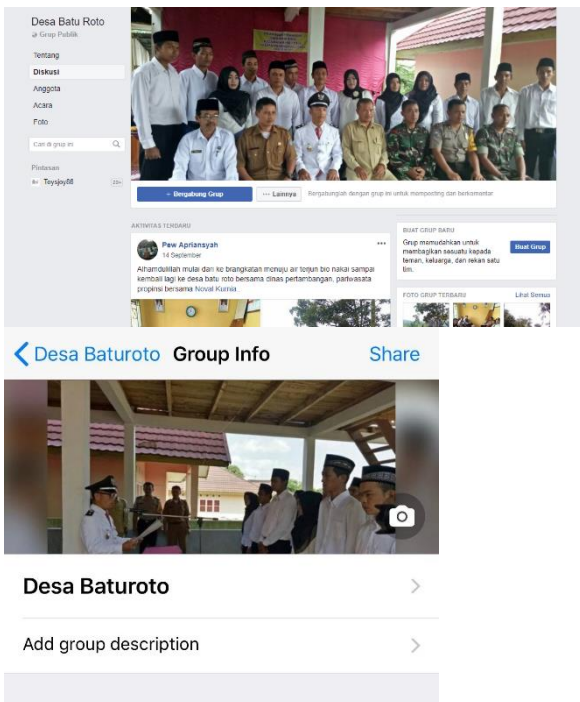 Desa Batu Roto
Grup Publik
Tentang
Diskusi
Anggota
Acara
Foto
Cari di grup ini
Pintasan
Toysjoy88
20+
+ Bergabung Grup
··· Lainnya
Bergabunglah dengan grup ini untuk memposting dan berkomentar.
AKTIVITAS TERBARU
Pew Apriansyah
14 September
Alhamdulilah mulai dari ke brangkatan menuju air terjun bio nakai sampai
kembali lagi ke desa batu roto bersama dinas pertambangan, pariwasata
propinsi bersama Noval Kurnia .
BUAT GRUP BARU
Grup memudahkan untuk
membagikan sesuatu kepada
teman, keluarga, dan rekan satu
tim.
Buat Grup
FOTO GRUP TERBARU
Lihat Semua
Desa Baturoto
Group Info
Share
Desa Baturoto
Add group description